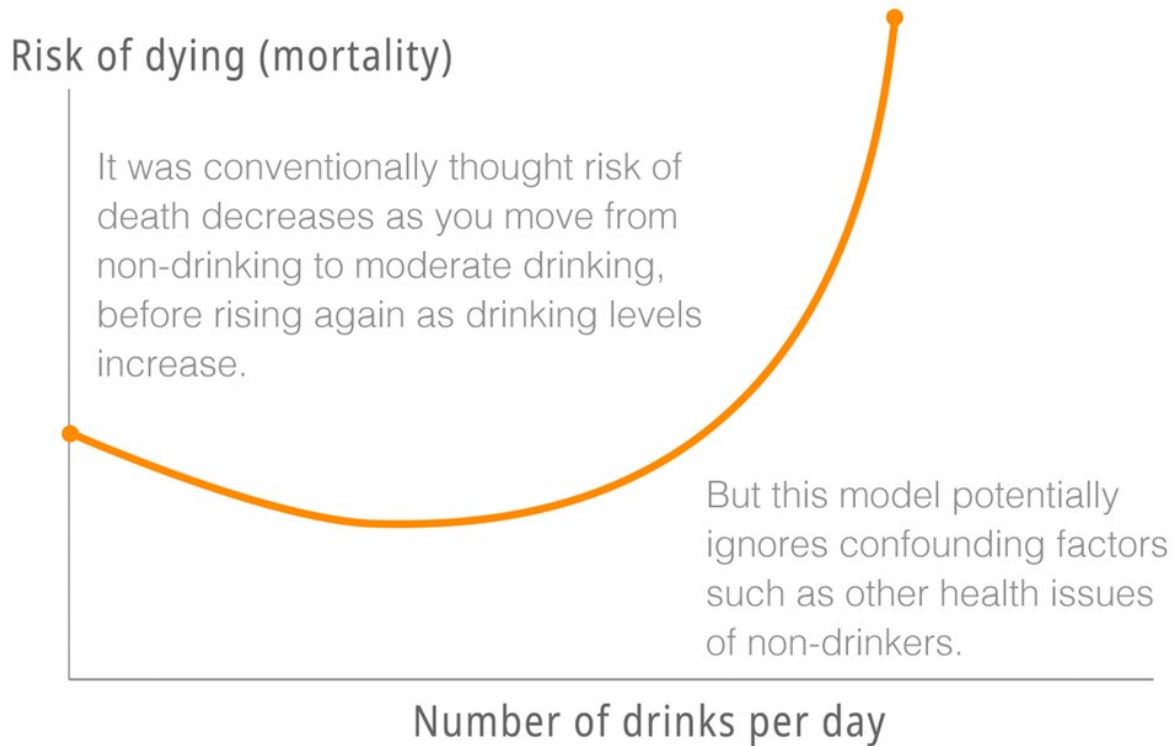 Risk of dying (mortality)
It was conventionally thought risk of
death decreases as you move from
non-drinking to moderate drinking,
before rising again as drinking levels
increase.
But this model potentially
ignores confounding factors
such as other health issues
of non-drinkers.
Number of drinks per day